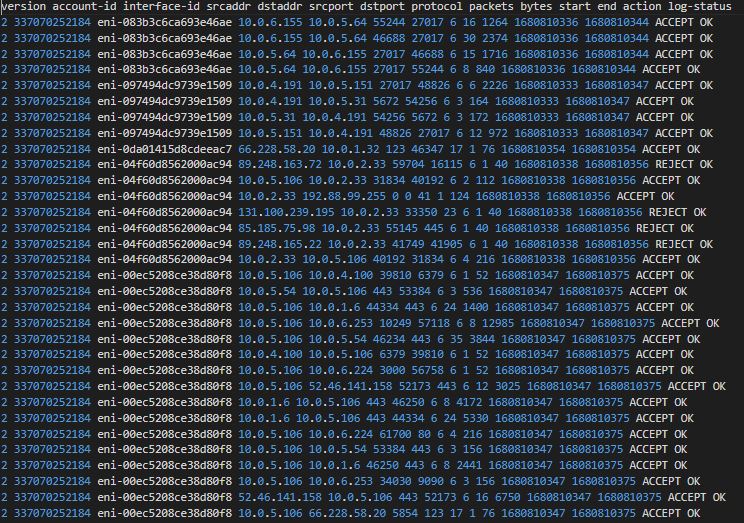 version account-id interface-id srcaddr dstaddr srcport dstport protocol packets bytes start end action log-status
2 337070252184 eni-083b3c6ca693e46ae 10.0.6.155 10.0.5.64 55244 27017 6 16 1264 1680810336 1680810344 ACCEPT OK
2 337070252184 eni-083b3c6ca693e46ae 10.0.6.155 10.0.5.64 46688 27017 6 30 2374 1680810336 1680810344 ACCEPT OK
2 337070252184 eni-083b3c6ca693e46ae 10.0.5.64 10.0.6.155 27017 46688 6 15 1716 1680810336 1680810344 ACCEPT OK
2 337070252184 eni-083b3c6ca693e46ae 10.0.5.64 10.0.6.155 27017 55244 6 8 840 1680810336 1680810344 ACCEPT OK
2 337070252184 eni-097494dc9739e1509 10.0.4.191 10.0.5.151 27017 48826 6 6 2226 1680810333 1680810347 ACCEPT OK
2 337070252184 eni-097494dc9739e1509 10.0.4.191 10.0.5.31 5672 54256 6 3 164 1680810333 1680810347 ACCEPT OK
2 337070252184 eni-097494dc9739e1509 10.0.5.31 10.0.4.191 54256 5672 6 3 172 1680810333 1680810347 ACCEPT OK
2 337070252184 eni-097494dc9739e1509 10.0.5.151 10.0.4.191 48826 27017 6 12 972 1680810333 1680810347 ACCEPT OK
2 337070252184 eni-0da01415d8cdeeac7 66.228.58.20 10.0.1.32 123 46347 17 1 76 1680810354 1680810354 ACCEPT OK
2 337070252184 eni-04f60d8562000ac94 89.248.163.72 10.0.2.33 59704 16115 6 1 40 1680810338 1680810356 REJECT OK
2 337070252184 eni-04f60d8562000ac94 10.0.5.106 10.0.2.33 31834 40192 6 2 112 1680810338 1680810356 ACCEPT OK
2 337070252184 eni-04f60d8562000ac94 10.0.2.33 192.88.99.255 0 0 41 1 124 1680810338 1680810356 ACCEPT OK
2 337070252184 eni-04f60d8562000ac94 131.100.239.195 10.0.2.33 33350 23 6 1 40 1680810338 1680810356 REJECT OK
2 337070252184 eni-04f60d8562000ac94 85.185.75.98 10.0.2.33 55145 445 6 1 40 1680810338 1680810356 REJECT OK
2 337070252184 eni-04f60d8562000ac94 89.248.165.22 10.0.2.33 41749 41905 6 1 40 1680810338 1680810356 REJECT OK
2 337070252184 eni-04f60d8562000ac94 10.0.2.33 10.0.5.106 40192 31834 6 4 216 1680810338 1680810356 ACCEPT OK
2 337070252184 eni-00ec5208ce38d80f8 10.0.5.106 10.0.4.100 39810 6379 6 1 52 1680810347 1680810375 ACCEPT OK
2 337070252184 eni-00ec5208ce38d80f8 10.0.5.54 10.0.5.106 443 53384 6 3 536 1680810347 1680810375 ACCEPT OK
2 337070252184 eni-00ec5208ce38d80f8 10.0.5.106 10.0.1.6 44334 443 6 24 1400 1680810347 1680810375 ACCEPT OK
2 337070252184 eni-00ec5208ce38d80f8 10.0.5.106 10.0.6.253 10249 57118 6 8 12985 1680810347 1680810375 ACCEPT OK
2 337070252184 eni-00ec5208ce38d80f8 10.0.5.106 10.0.5.54 46234 443 6 35 3844 1680810347 1680810375 ACCEPT OK
2 337070252184 eni-00ec5208ce38d80f8 10.0.4.100 10.0.5.106 6379 39810 6 1 52 1680810347 1680810375 ACCEPT OK
2 337070252184 eni-00ec5208ce38d80f8 10.0.5.106 10.0.6.224 3000 56758 6 1 52 1680810347 1680810375 ACCEPT OK
2 337070252184 eni-00ec5208ce38d80f8 10.0.5.106 52.46.141.158 52173 443 6 12 3025 1680810347 1680810375 ACCEPT OK
2 337070252184 eni-00ec5208ce38d80f8 10.0.1.6 10.0.5.106 443 46250 6 8 4172 1680810347 1680810375 ACCEPT OK
2 337070252184 eni-00ec5208ce38d80f8 10.0.1.6 10.0.5.106 443 44334 6 24 5330 1680810347 1680810375 ACCEPT OK
2 337070252184 eni-00ec5208ce38d80f8 10.0.5.106 10.0.6.224 61700 80 6 4 216 1680810347 1680810375 ACCEPT OK
2 337070252184 eni-00ec5208ce38d80f8 10.0.5.106 10.0.5.54 53384 443 6 3 156 1680810347 1680810375 ACCEPT OK
2 337070252184 eni-00ec5208ce38d80f8 10.0.5.106 10.0.1.6 46250 443 6 8 2441 1680810347 1680810375 ACCEPT OK
2 337070252184 eni-00ec5208ce38d80f8 10.0.5.106 10.0.6.253 34030 9090 6 3 156 1680810347 1680810375 ACCEPT OK
2 337070252184 eni-00ec5208ce38d80f8 52.46.141.158 10.0.5.106 443 52173 6 16 6750 1680810347 1680810375 ACCEPT OK
2 337070252184 eni-00ec5208ce38d80f8 10.0.5.106 66.228.58.20 5854 123 17 1 76 1680810347 1680810375 ACCEPT OK